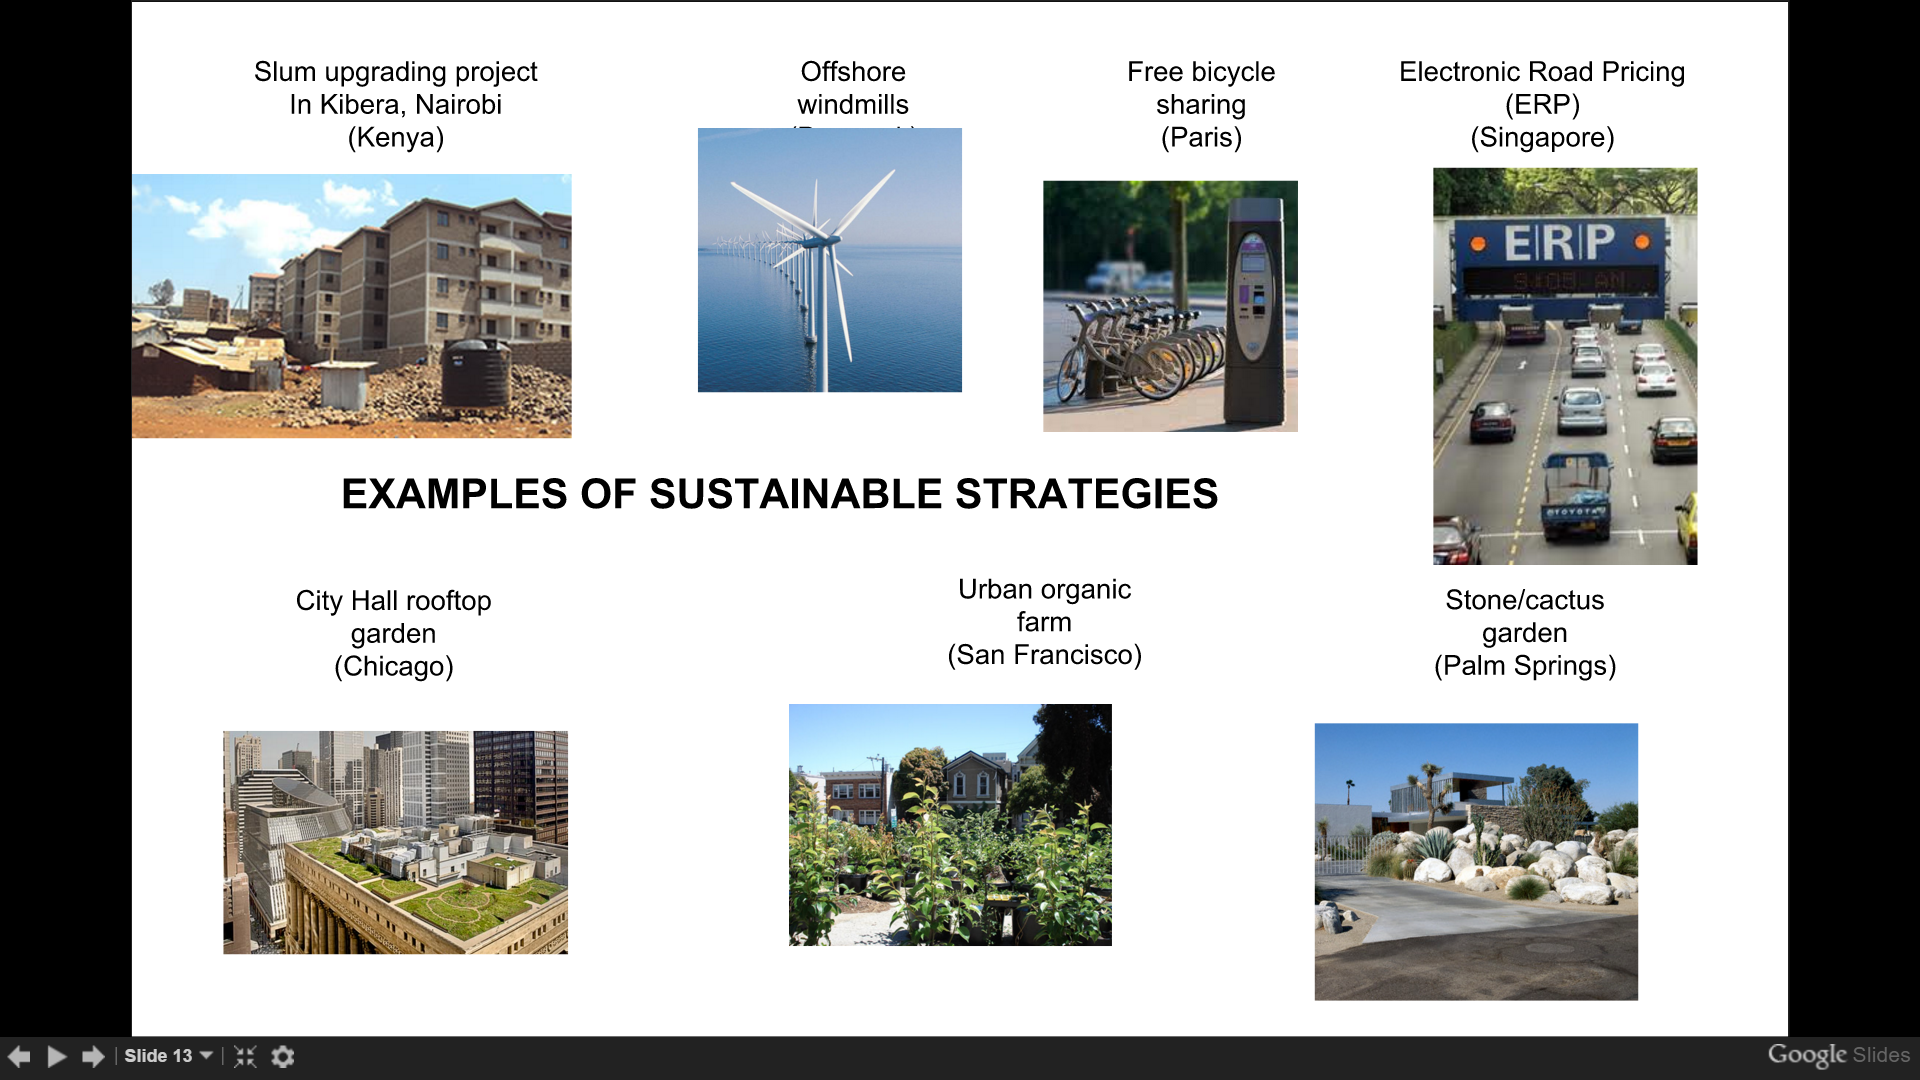 Slum upgrading project
In Kibera, Nairobi
(Kenya)
Offshore
windmills
Free bicycle
sharing
(Paris)
Electronic Road Pricing
(ERP)
(Singapore)
E|R|P
TOYOTA
EXAMPLES OF SUSTAINABLE STRATEGIES
City Hall rooftop
garden
(Chicago)
Urban organic
farm
(San Francisco)
Stone/cactus
garden
(Palm Springs)
Slide 13
Google Slides